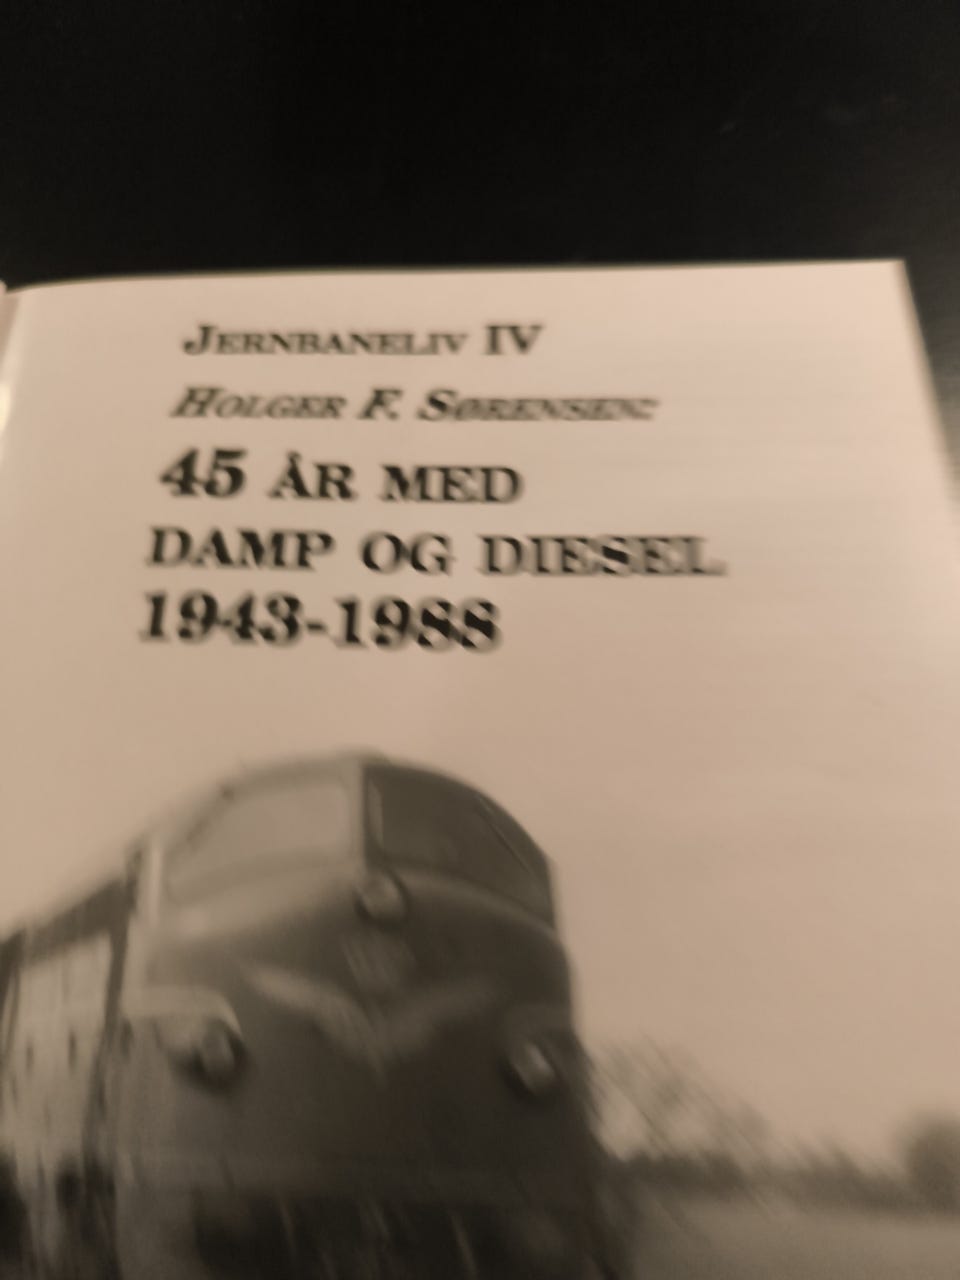 JERNBANELIV IV
HOLGER F. SØRENSEN:
45 ÅR MED
DAMP OG DIESEL
1943-1988